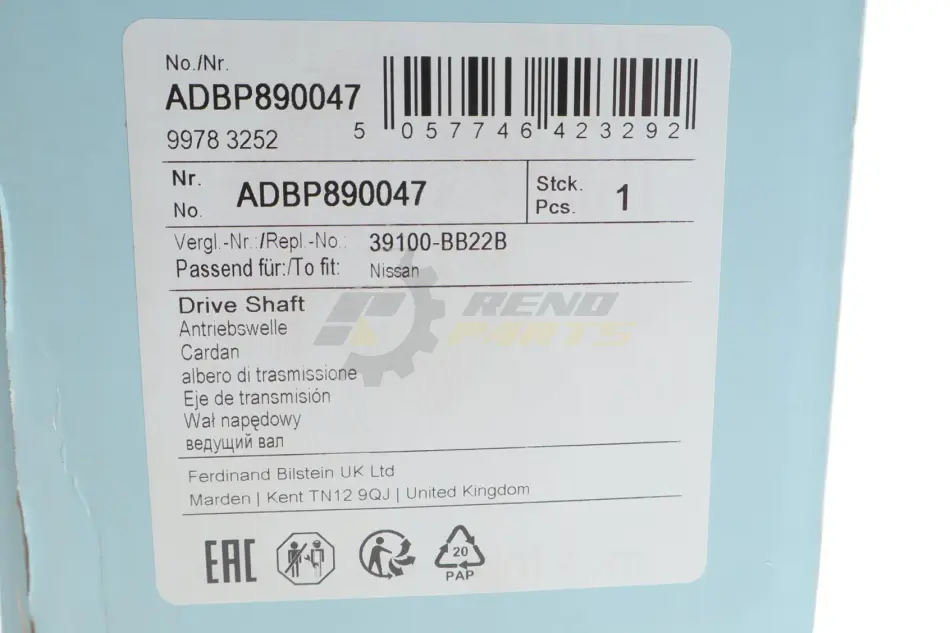 No./Nr.
ADBP890047
9978 3252
5 057746 423292
Nr.
No.
ADBP890047
Stck.
Pcs.
1
Vergl.-Nr.:/Repl.-No.: 39100-BB22B
Passend für:/To fit: Nissan
RENO
PARTS
Drive Shaft
Antriebswelle
Cardan
albero di trasmissione
Eje de transmisión
Wał napędowy
ведущий вал
Ferdinand Bilstein UK Ltd
Marden | Kent TN12 9QJ | United Kingdom
EAC
20
PAP